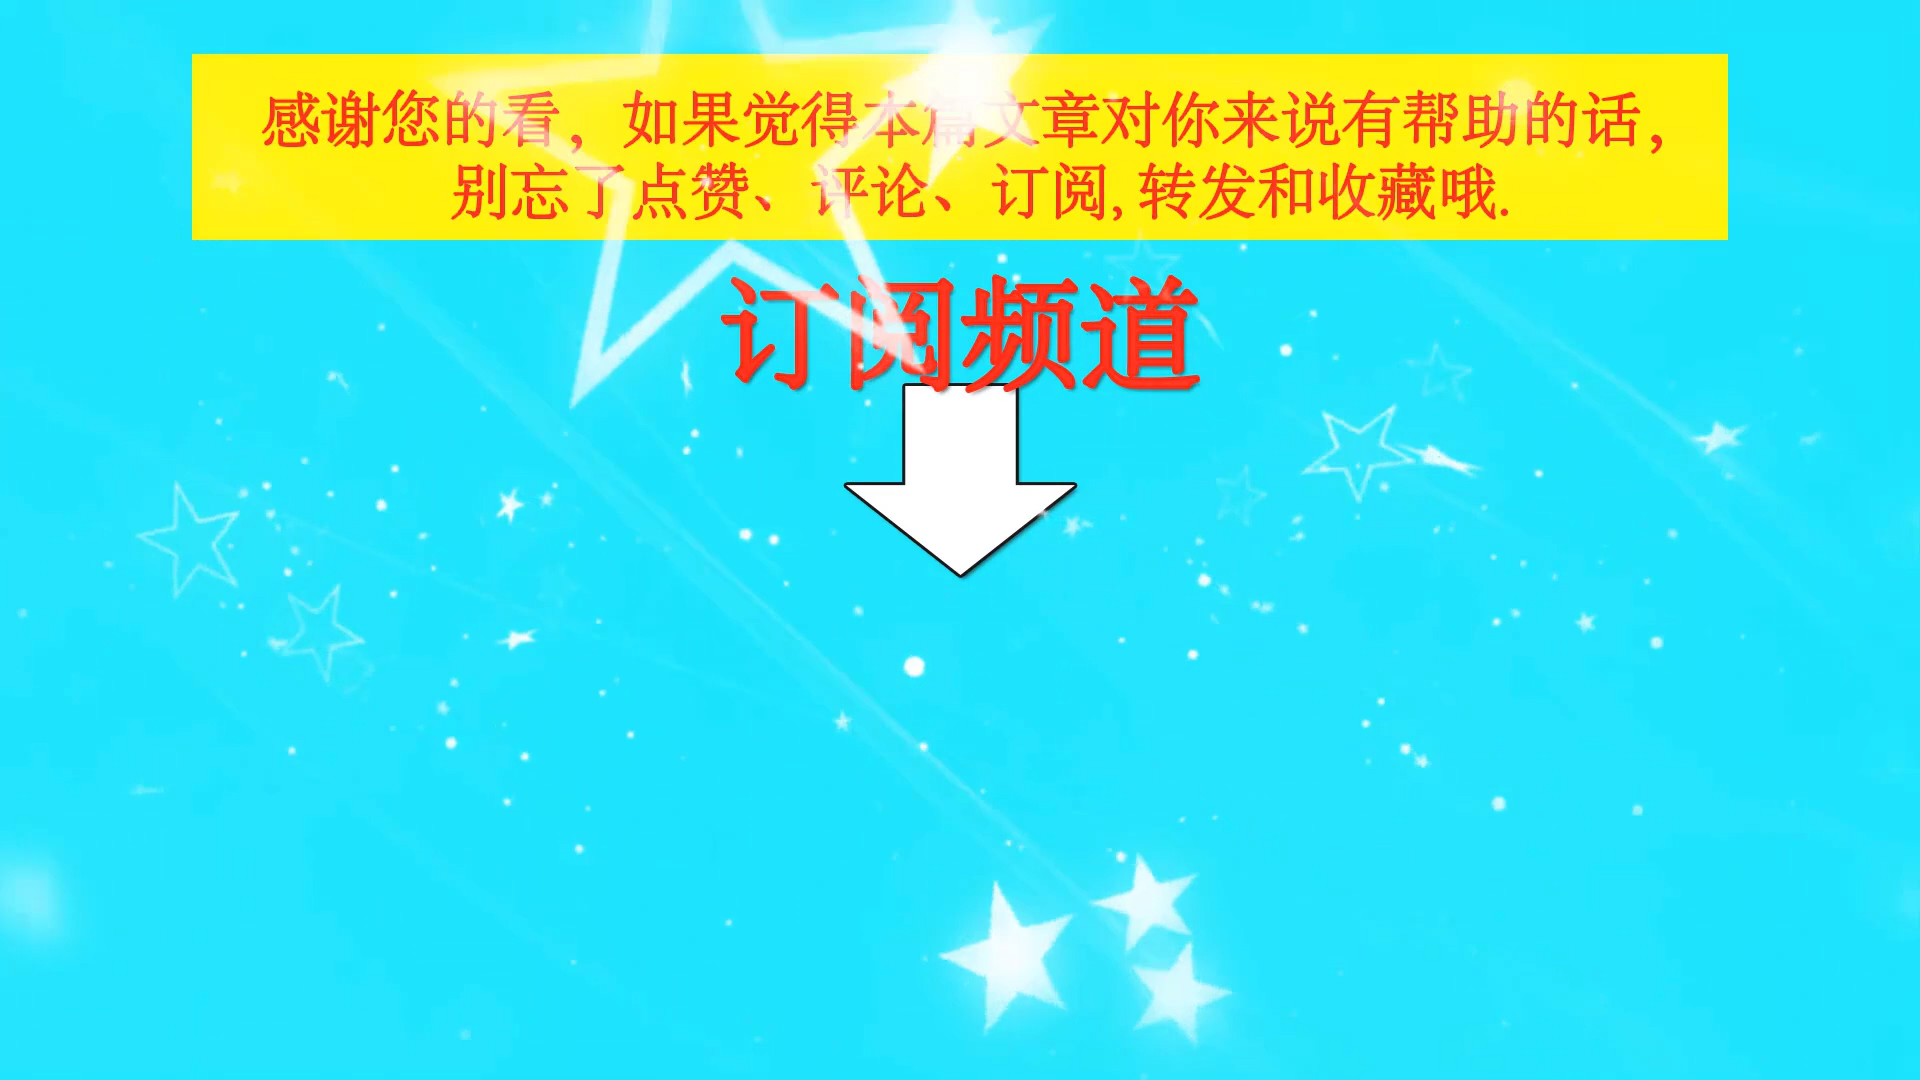 感谢您的看，如果觉得本篇文章对你来说有帮助的话，
别忘了点赞、评论、订阅,转发和收藏哦.
订阅频道